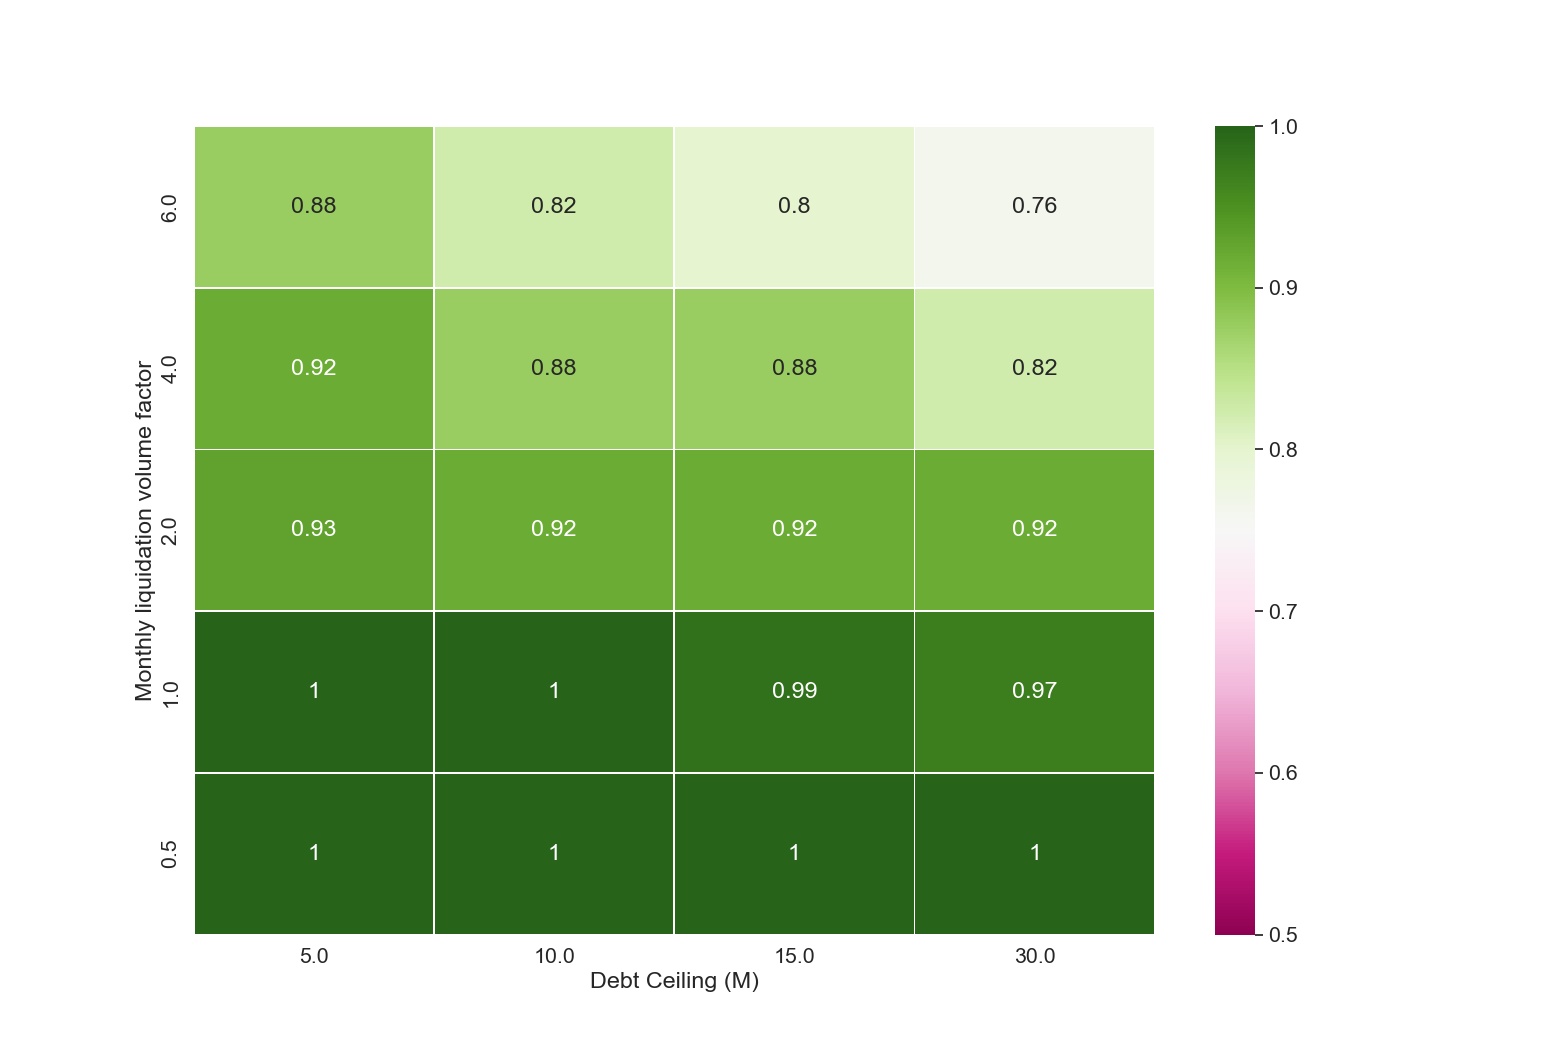 Monthly liquidation volume factor
6.0 0.88 0.82 0.8 0.76
4.0 0.92 0.88 0.88 0.82
2.0 0.93 0.92 0.92 0.92
1.0 1 1 0.99 0.97
0.5 1 1 1 1
5.0 10.0 15.0 30.0
Debt Ceiling (M)
1.0
0.9
0.8
0.7
0.6
0.5